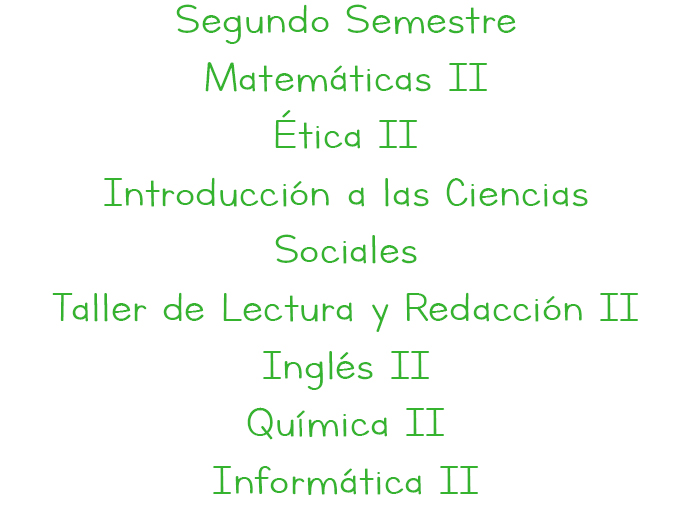 Segundo Semestre
Matemáticas II
Ética II
Introducción a las Ciencias
Sociales
Taller de Lectura y Redacción II
Inglés II
Química II
Informática II